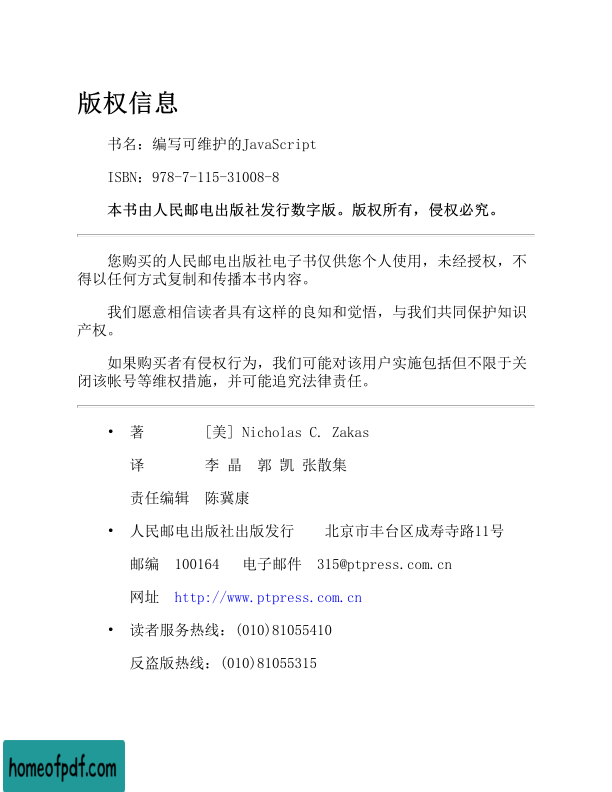 版权信息
书名：编写可维护的JavaScript
ISBN：978-7-115-31008-8
本书由人民邮电出版社发行数字版。版权所有，侵权必究。
您购买的人民邮电出版社电子书仅供您个人使用，未经授权，不
得以任何方式复制和传播本书内容。
我们愿意相信读者具有这样的良知和觉悟，与我们共同保护知识
产权。
如果购买者有侵权行为，我们可能对该用户实施包括但不限于关
闭该帐号等维权措施，并可能追究法律责任。
• 著 [美] Nicholas C. Zakas
译 李 晶 郭 凯 张散集
责任编辑 陈冀康
• 人民邮电出版社出版发行 北京市丰台区成寿寺路11号
邮编 100164 电子邮件 315@ptpress.com.cn
网址 http://www.ptpress.com.cn
• 读者服务热线：(010)81055410
反盗版热线：(010)81055315
homeofpdf.com